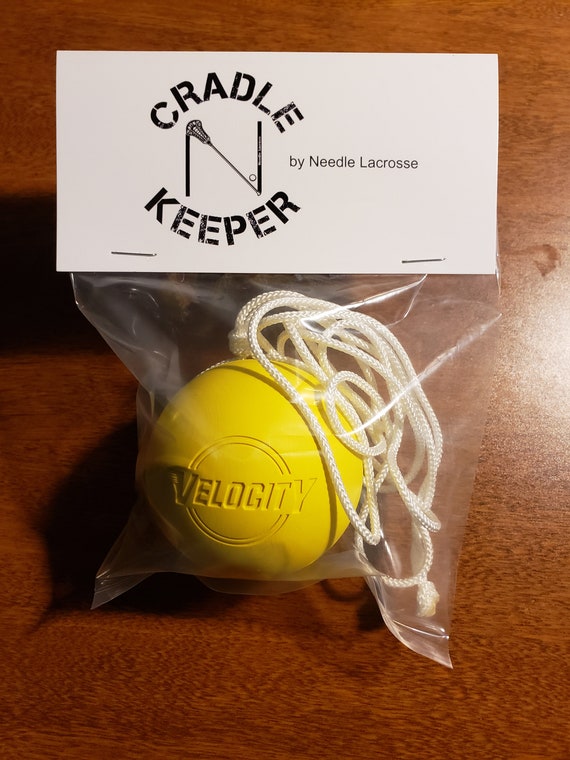 CRADLE
N
by Needle Lacrosse
KEEPER
VELOCITY